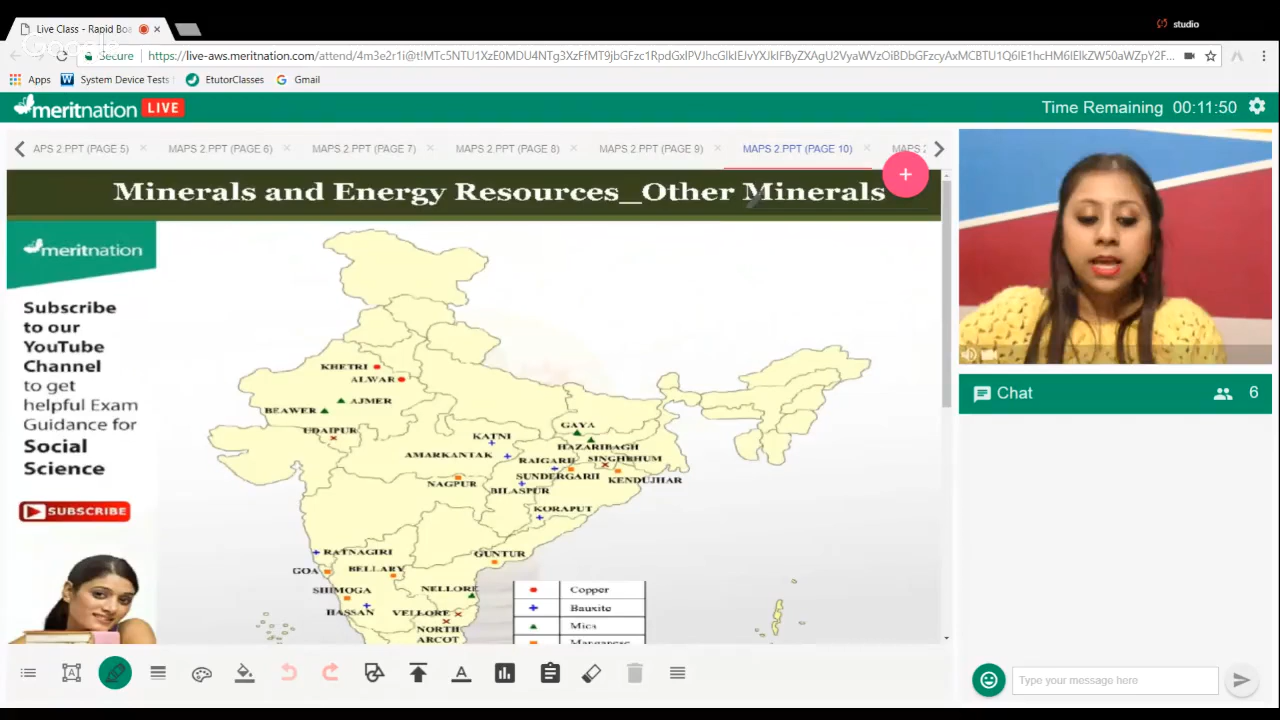 studio
Live Class - Rapid Boa
Secure
https://live-aws.meritnation.com/attend/
Apps
System Device Tests
EtutorClasses
Gmail
meritnation LIVE
Time Remaining 00:11:50
APS 2.PPT (PAGE 5)
MAPS 2.PPT (PAGE 6)
MAPS 2.PPT (PAGE 7)
MAPS 2.PPT (PAGE 8)
MAPS 2.PPT (PAGE 9)
MAPS 2.PPT (PAGE 10)
MAPS 2
Minerals and Energy Resources_Other Minerals
meritnation
Subscribe
to our
YouTube
Channel
to get
helpful Exam
Guidance for
Social
Science
SUBSCRIBE
KHETRI
ALWAR
AJMER
BEAWER
UDAIPUR
KATNI
GAYA
HAZARIBAGH
AMARKANTAK
RAIGARH
SINGHBHUM
SUNDERGARH
KENDUJHAR
NAGPUR
BILASPUR
KORAPUT
RATNAGIRI
GUNTUR
GOA
BELLARY
SHIMOGA
NELLORE
HASSAN
VELLORE
NORTH
ARCOT
Copper
Bauxite
Mica
Manganese
Chat
6
Type your message here